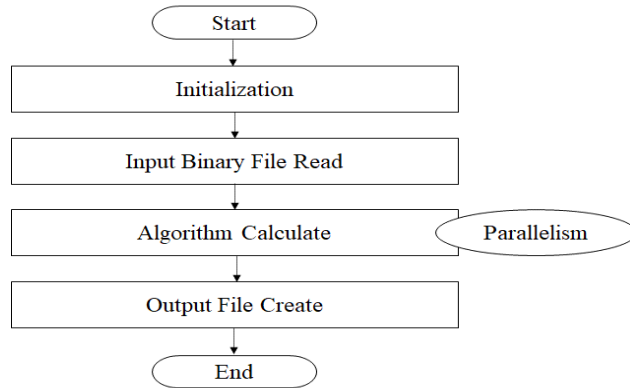 Start
Initialization
Input Binary File Read
Algorithm Calculate
Parallelism
Output File Create
End